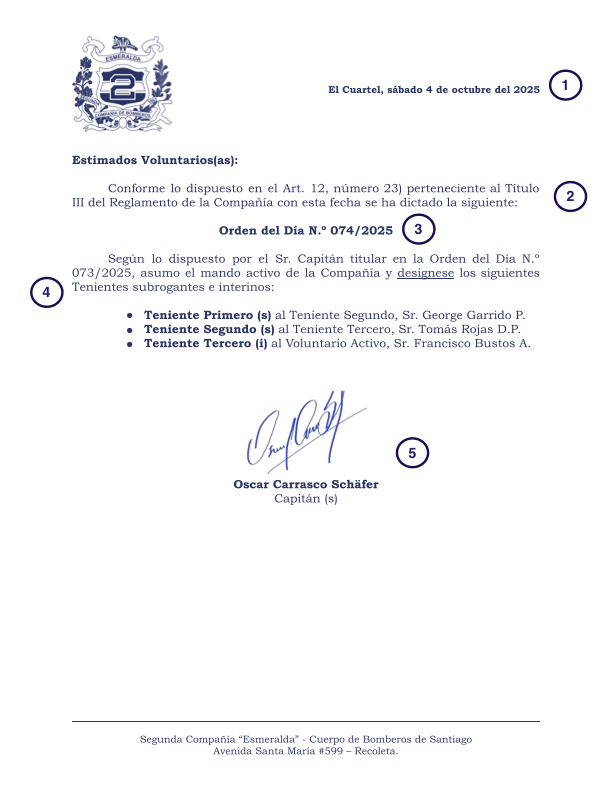 ESMERALDA
2
COMPAÑIA DE BOMBEROS
El Cuartel, sábado 4 de octubre del 2025
1
Estimados Voluntarios(as):
Conforme lo dispuesto en el Art. 12, número 23) perteneciente al Título
III del Reglamento de la Compañía con esta fecha se ha dictado la siguiente:
2
Orden del Día N.º 074/2025
3
Según lo dispuesto por el Sr. Capitán titular en la Orden del Día N.º
073/2025, asumo el mando activo de la Compañía y desígnese los siguientes
Tenientes subrogantes e interinos:
4
● Teniente Primero (s) al Teniente Segundo, Sr. George Garrido P.
● Teniente Segundo (s) al Teniente Tercero, Sr. Tomás Rojas D.P.
● Teniente Tercero (i) al Voluntario Activo, Sr. Francisco Bustos A.
5
Oscar Carrasco Schäfer
Capitán (s)
Segunda Compañía “Esmeralda” - Cuerpo de Bomberos de Santiago
Avenida Santa María #599 – Recoleta.